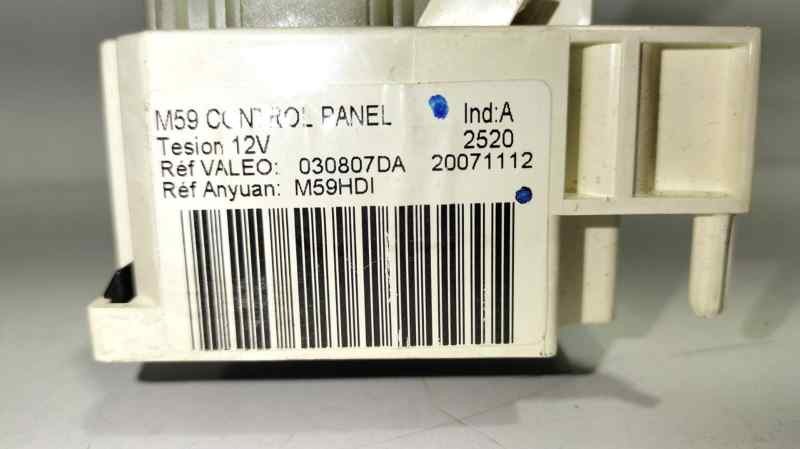 M59 CONTROL PANEL Ind:A
Tesion 12V 2520
Réf VALEO: 030807DA 20071112
Réf Anyuan: M59HDI